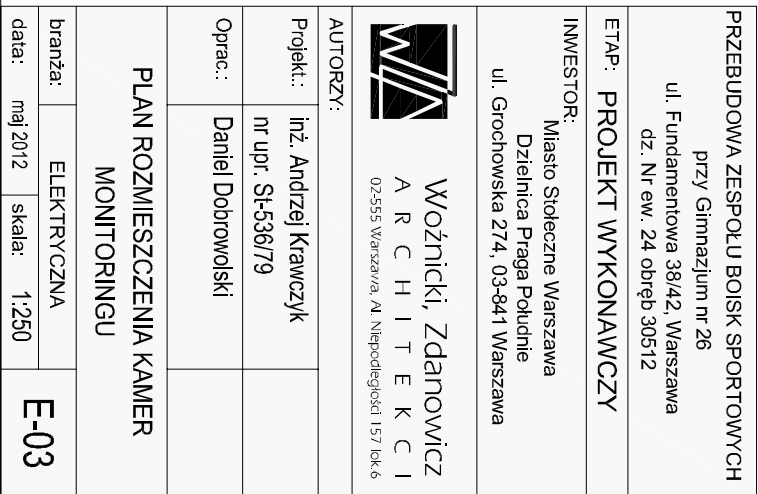 PRZEBUDOWA ZESPOŁU BOISK SPORTOWYCH
przy Gimnazjum nr 26
ul. Fundamentowa 38/42, Warszawa
dz. Nr ew. 24 obręb 30512
ETAP: PROJEKT WYKONAWCZY
INWESTOR:
Miasto Stołeczne Warszawa
Dzielnica Praga Południe
ul. Grochowska 274, 03-841 Warszawa
Woźnicki, Zdanowicz
ARCHITEKCI
02-555 Warszawa, Al. Niepodległości 157 lok.6
AUTORZY:
Projekt.: inż. Andrzej Krawczyk
nr upr. St-536/79
Oprac.: Daniel Dobrowolski
PLAN ROZMIESZCZENIA KAMER
MONITORINGU
branża: ELEKTRYCZNA
data: maj 2012 skala: 1:250
E-03